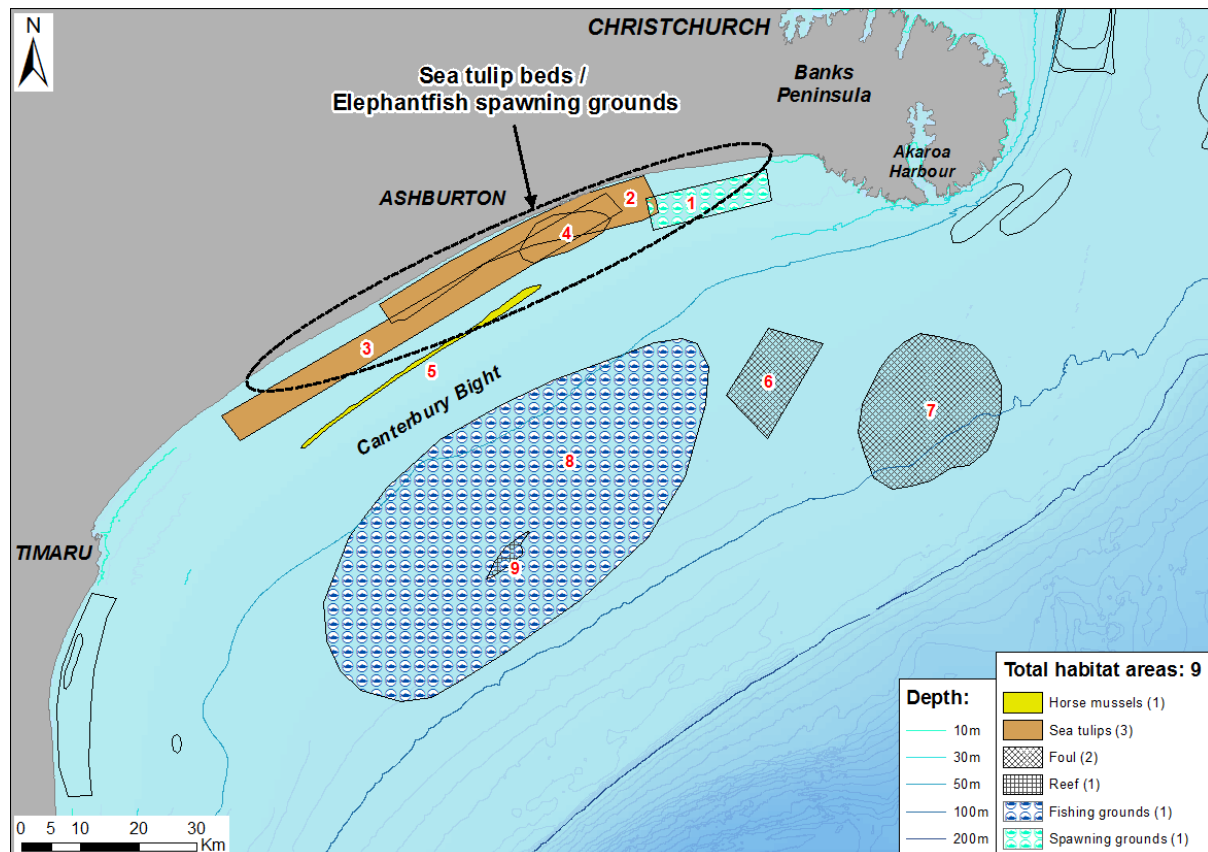 N
CHRISTCHURCH
Banks
Peninsula
Akaroa
Harbour
Sea tulip beds /
Elephantfish spawning grounds
ASHBURTON
2
1
4
3
5
Canterbury Bight
6
7
8
9
TIMARU
0 5 10 20 30
Km
Depth:
10m
30m
50m
100m
200m
Total habitat areas: 9
Horse mussels (1)
Sea tulips (3)
Foul (2)
Reef (1)
Fishing grounds (1)
Spawning grounds (1)